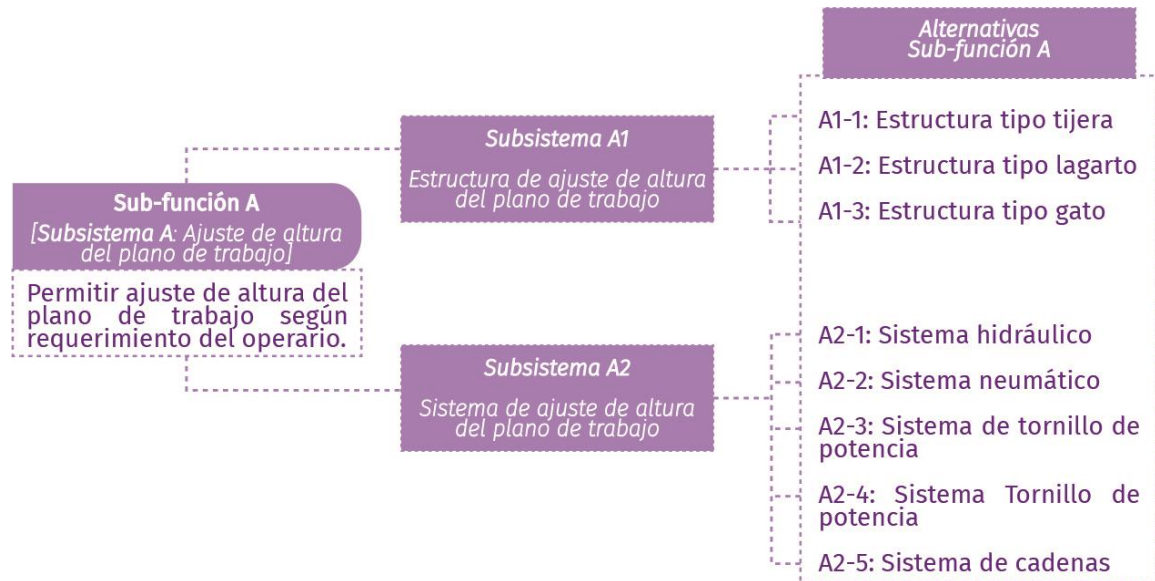 Alternativas
Sub-función A
Sub-función A
[Subsistema A: Ajuste de altura
del plano de trabajo]
Permitir ajuste de altura del
plano de trabajo según
requerimiento del operario.
Subsistema A1
Estructura de ajuste de altura
del plano de trabajo
A1-1: Estructura tipo tijera
A1-2: Estructura tipo lagarto
A1-3: Estructura tipo gato
Subsistema A2
Sistema de ajuste de altura
del plano de trabajo
A2-1: Sistema hidráulico
A2-2: Sistema neumático
A2-3: Sistema de tornillo de
potencia
A2-4: Sistema Tornillo de
potencia
A2-5: Sistema de cadenas